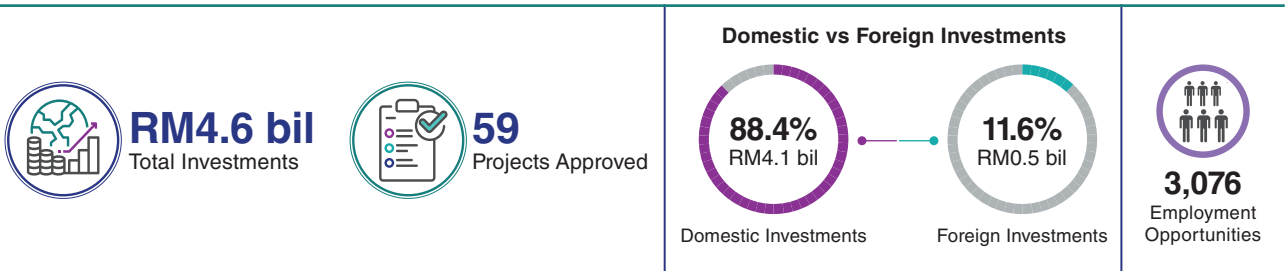 RM4.6 bil
Total Investments
59
Projects Approved
Domestic vs Foreign Investments
88.4%
RM4.1 bil
Domestic Investments
11.6%
RM0.5 bil
Foreign Investments
3,076
Employment
Opportunities